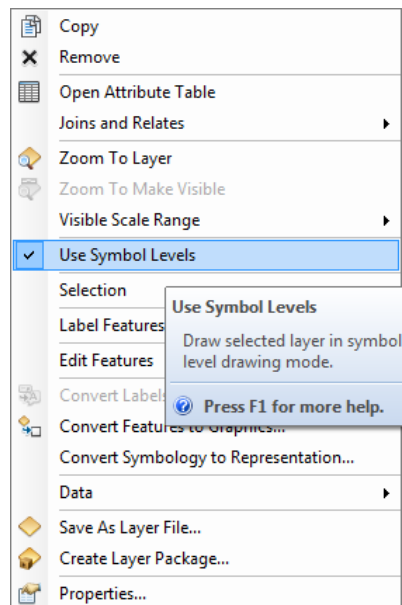 Copy
Remove
Open Attribute Table
Joins and Relates
Zoom To Layer
Zoom To Make Visible
Visible Scale Range
Use Symbol Levels
Selection
Use Symbol Levels
Label Features
Draw selected layer in symbol
level drawing mode.
Edit Features
Convert Labels
Press F1 for more help.
Convert Features to Graphics...
Convert Symbology to Representation...
Data
Save As Layer File...
Create Layer Package...
Properties...